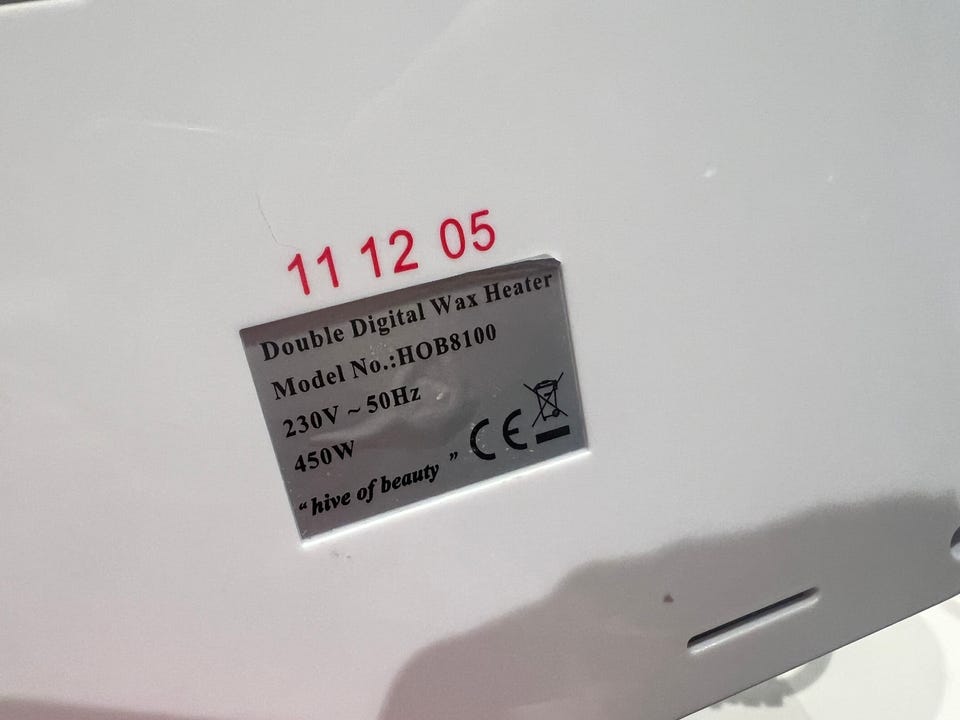 11 12 05
Double Digital Wax Heater
Model No.:HOB8100
230V ~ 50Hz
450W
"hive of beauty" CE